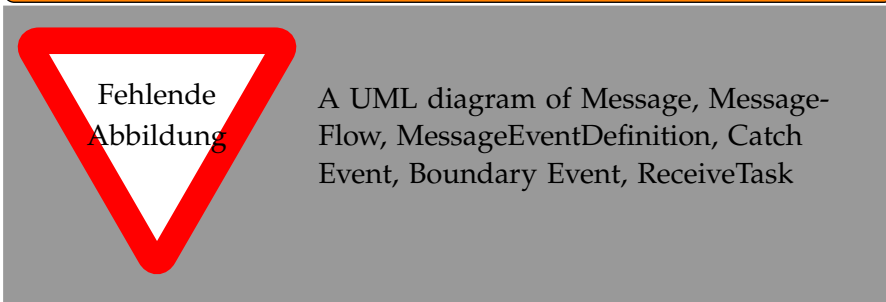 Fehlende
Abbildung
A UML diagram of Message, Message-
Flow, MessageEventDefinition, Catch
Event, Boundary Event, ReceiveTask